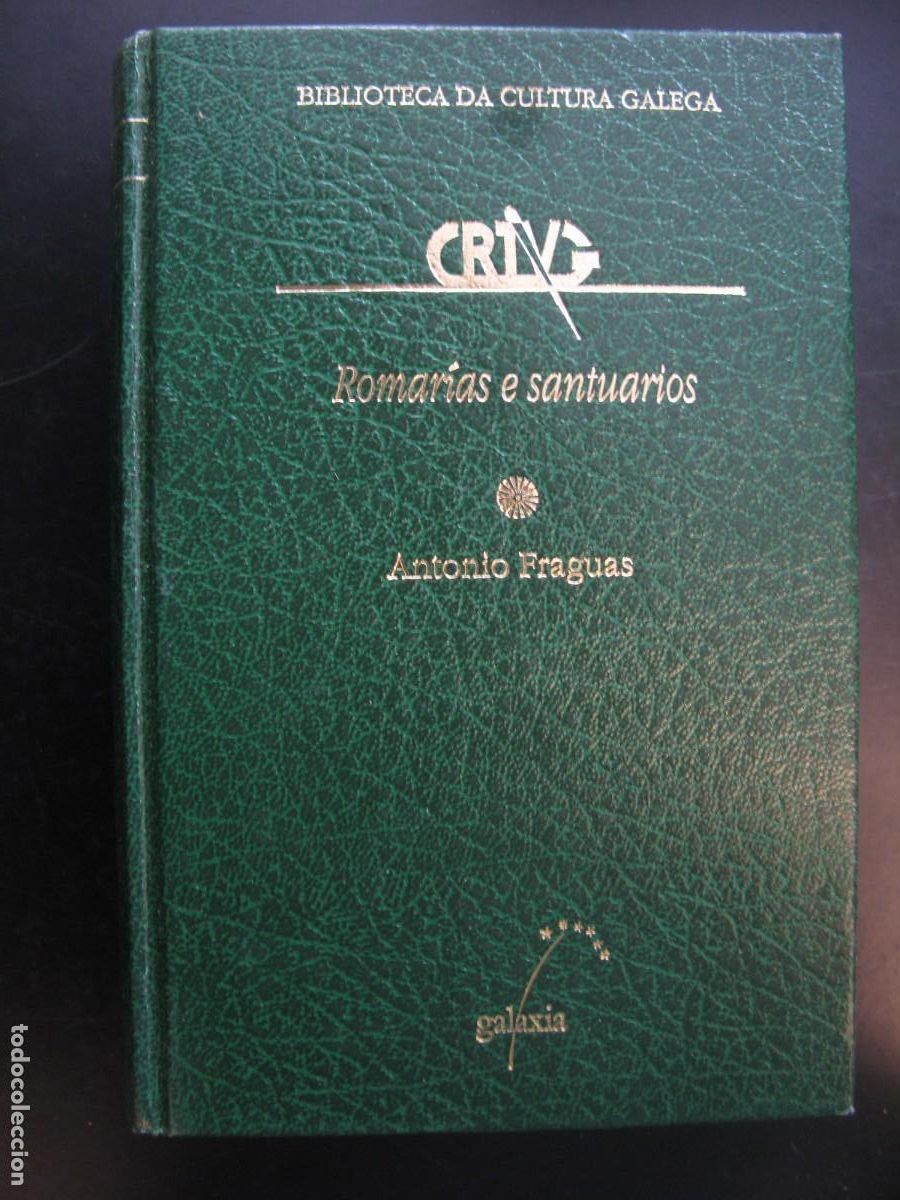 BIBLIOTECA DA CULTURA GALEGA
CRTVG
Romarías e santuarios
Antonio Fraguas
galaxia
todocoleccion